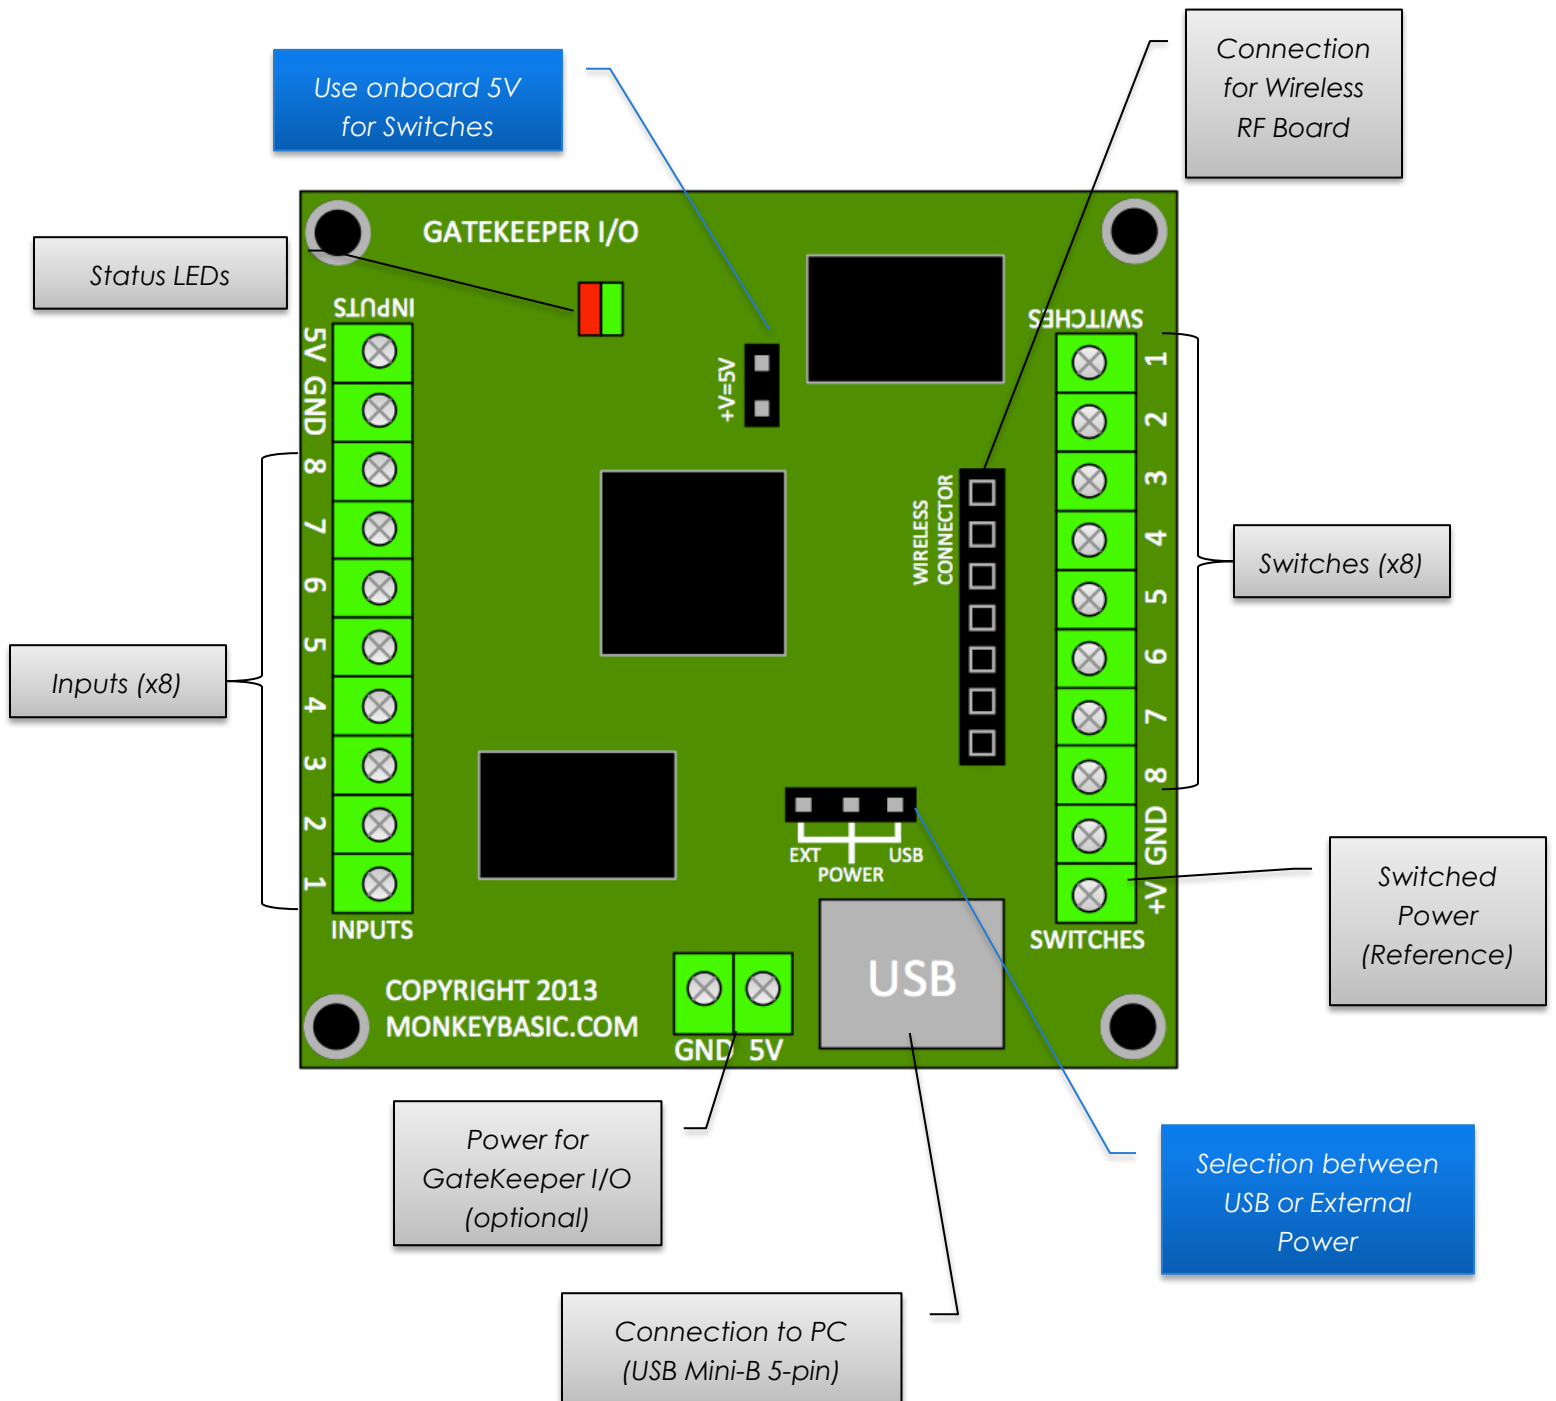 Connection
for Wireless
RF Board
Use onboard 5V
for Switches
GATEKEEPER I/O
Status LEDs
INPUTS
SWITCHES
5V
GND
8
7
6
5
4
3
2
1
INPUTS
+V=5V
WIRELESS
CONNECTOR
1
2
3
4
5
6
7
8
GND
+V
SWITCHES
Switches (x8)
Inputs (x8)
EXT
USB
POWER
Switched
Power
(Reference)
USB
COPYRIGHT 2013
MONKEYBASIC.COM
GND 5V
Power for
GateKeeper I/O
(optional)
Selection between
USB or External
Power
Connection to PC
(USB Mini-B 5-pin)